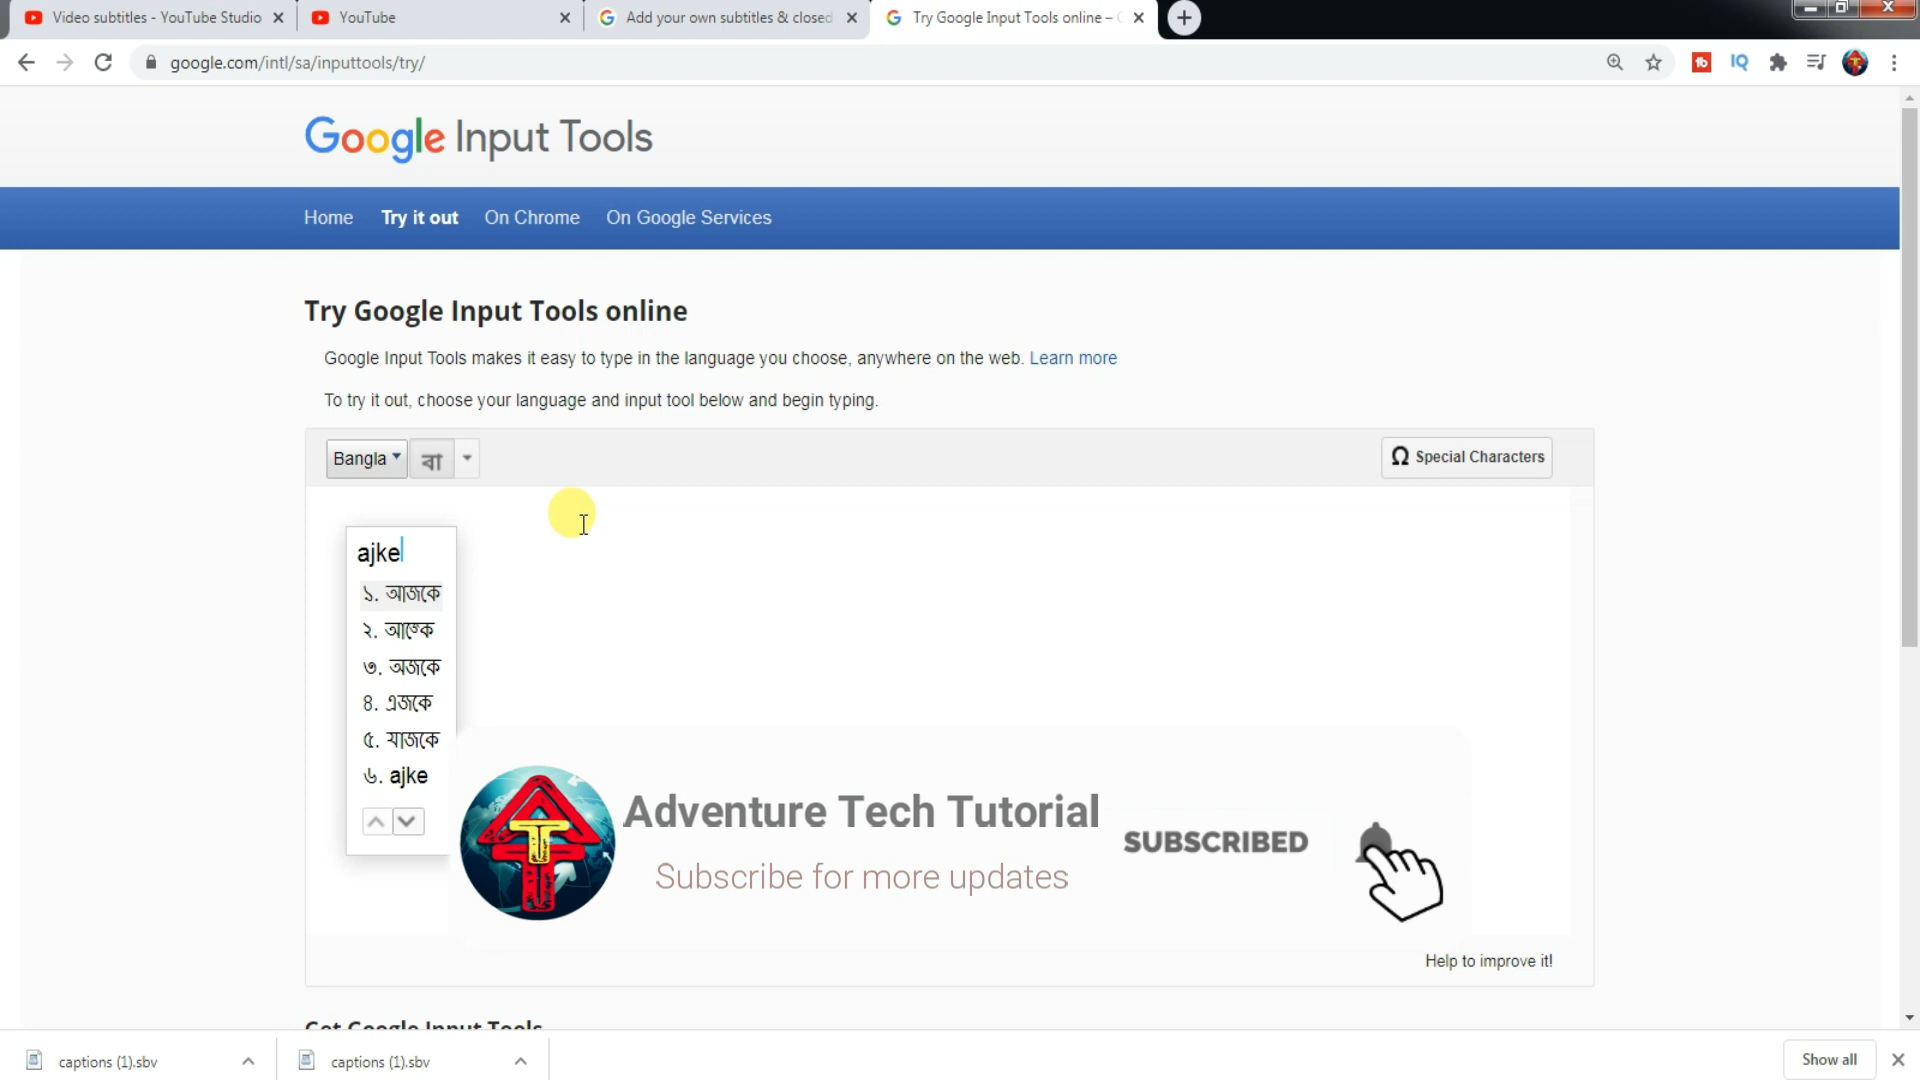 Video subtitles - YouTube Studio
YouTube
Add your own subtitles & closed
Try Google Input Tools online –
google.com/intl/sa/inputtools/try/
Google Input Tools
Home Try it out On Chrome On Google Services
Try Google Input Tools online
Google Input Tools makes it easy to type in the language you choose, anywhere on the web. Learn more
To try it out, choose your language and input tool below and begin typing.
Bangla বা
Ω Special Characters
ajke
১. আজকে
২. আজ্কে
৩. অজকে
৪. এজকে
৫. যাজকে
৬. ajke
Adventure Tech Tutorial
Subscribe for more updates
SUBSCRIBED
Help to improve it!
Get Google Input Tools
captions (1).sbv
captions (1).sbv
Show all